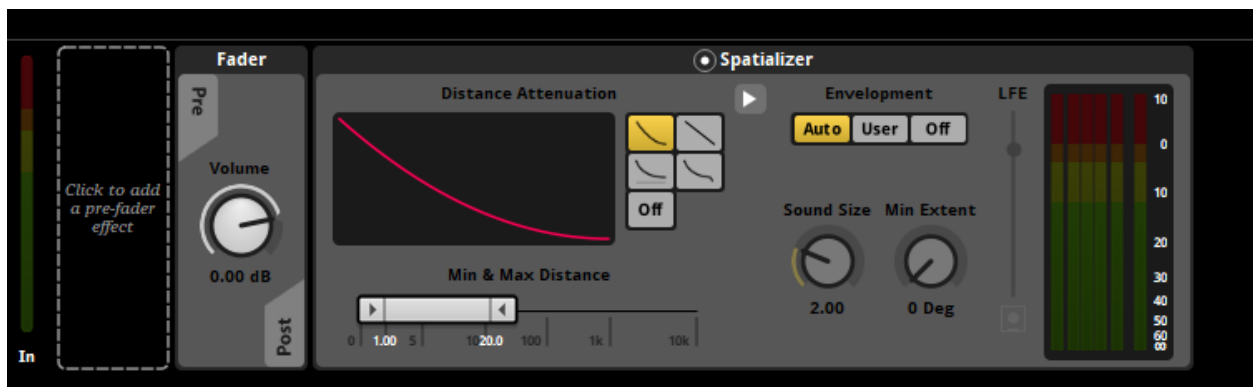 Fader
Spatializer
Pre
Distance Attenuation
Envelopment
LFE
Auto
User
Off
10
0
10
20
30
40
50
60
∞
Click to add
a pre-fader
effect
Volume
Off
Sound Size
Min Extent
0.00 dB
Min & Max Distance
2.00
0 Deg
0 1.00 5 10 20.0 100 1k 10k
Post
In